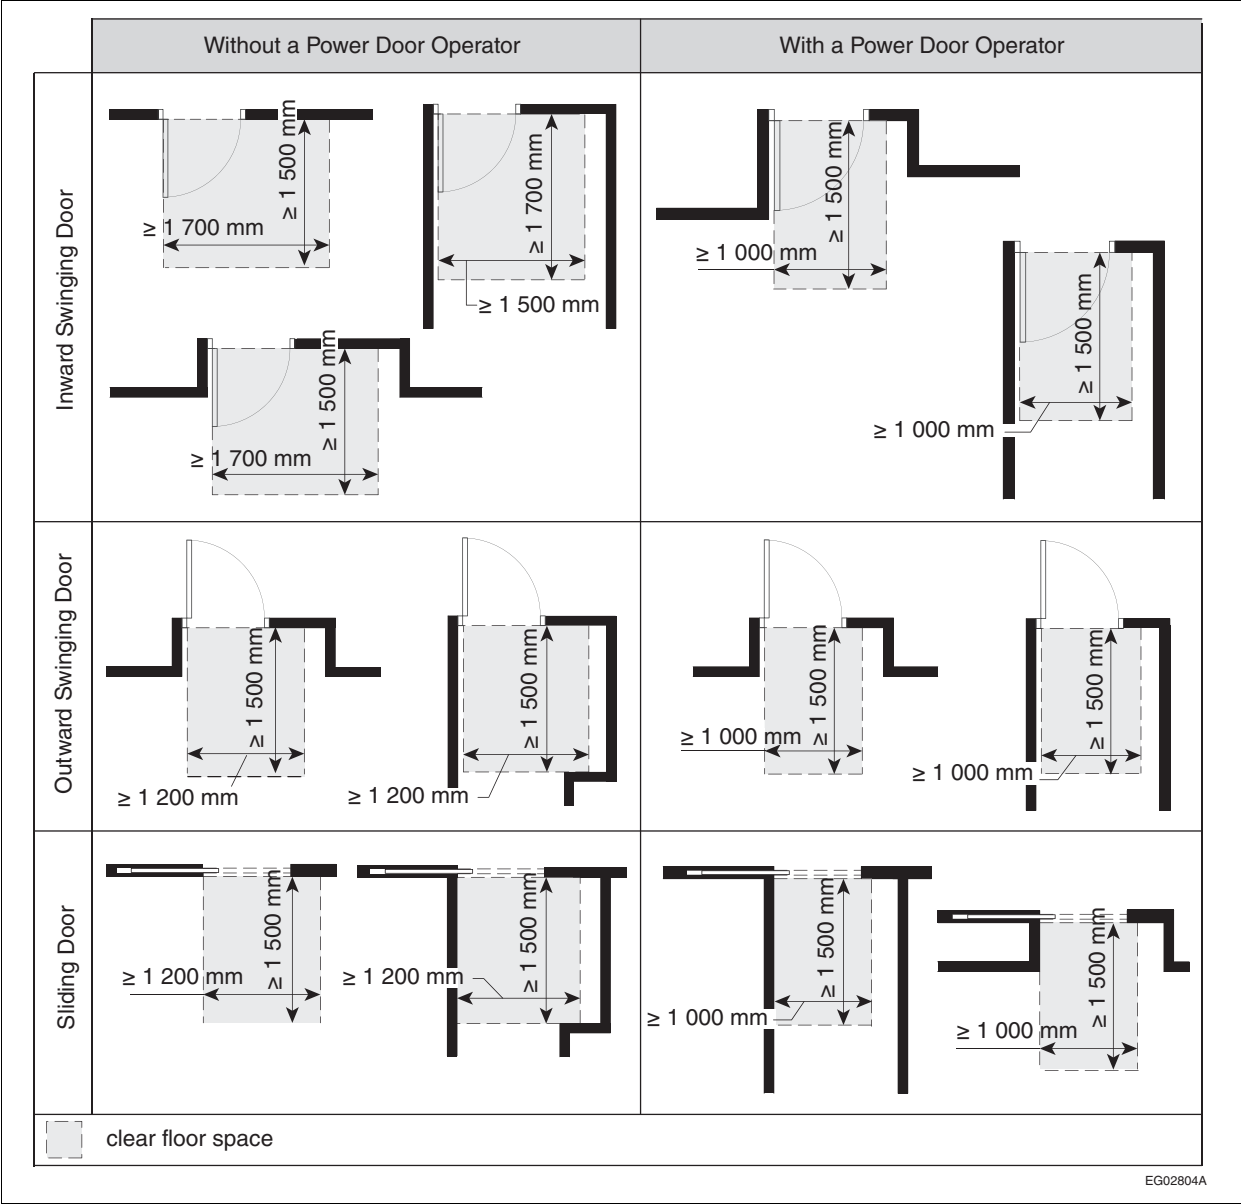 Without a Power Door Operator
With a Power Door Operator
Inward Swinging Door
≥ 1 500 mm
≥ 1 700 mm
≥ 1 700 mm
≥ 1 500 mm
≥ 1 500 mm
≥ 1 700 mm
≥ 1 500 mm
≥ 1 000 mm
≥ 1 500 mm
≥ 1 000 mm
Outward Swinging Door
≥ 1 500 mm
≥ 1 200 mm
≥ 1 500 mm
≥ 1 200 mm
≥ 1 500 mm
≥ 1 000 mm
≥ 1 500 mm
≥ 1 000 mm
Sliding Door
≥ 1 500 mm
≥ 1 200 mm
≥ 1 500 mm
≥ 1 200 mm
≥ 1 500 mm
≥ 1 000 mm
≥ 1 500 mm
≥ 1 000 mm
clear floor space
EG02804A